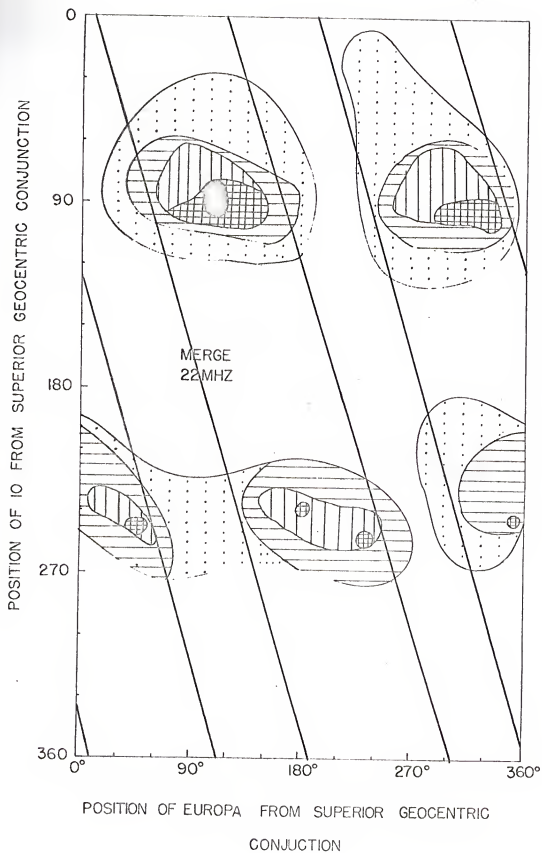 POSITION OF IO FROM SUPERIOR GEOCENTRIC CONJUNCTION
0
90
180
270
360
MERGE
22MHZ
0° 90° 180° 270° 360°
POSITION OF EUROPA FROM SUPERIOR GEOCENTRIC
CONJUCTION